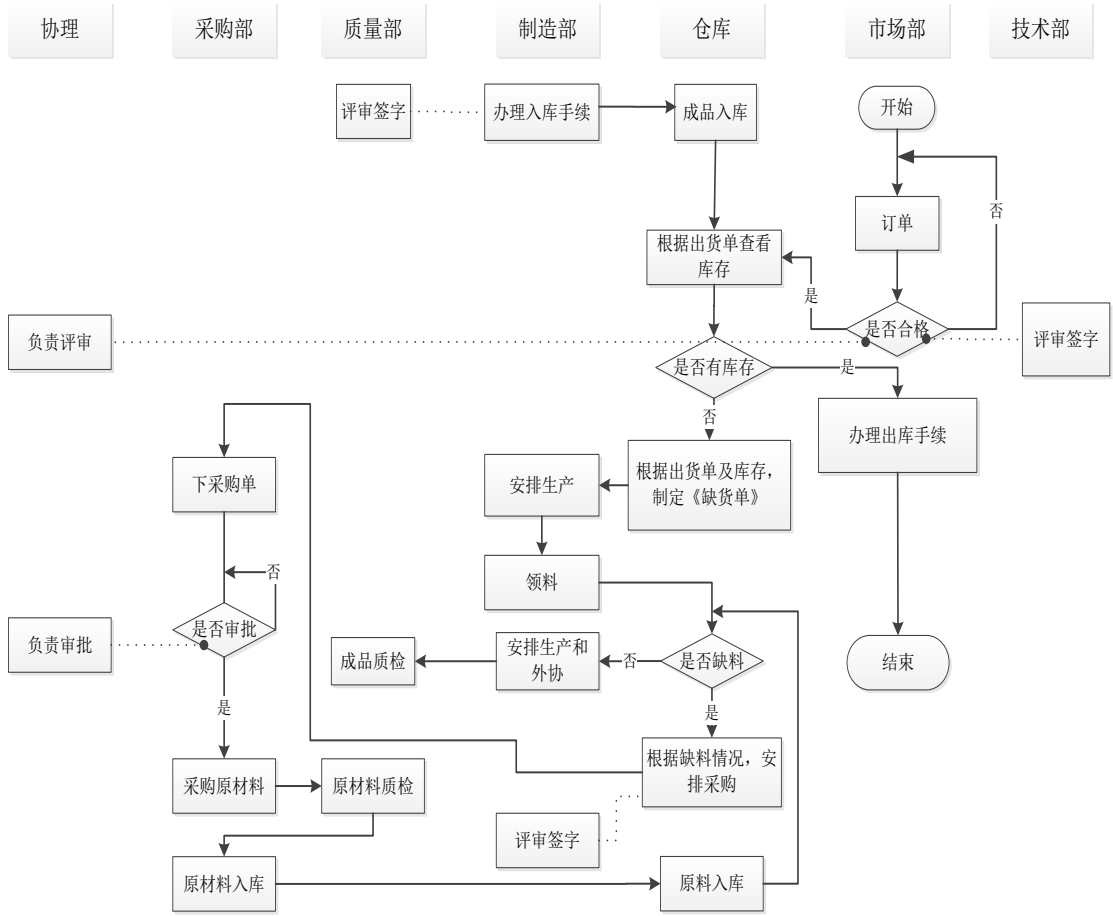 协理
采购部
质量部
制造部
仓库
市场部
技术部
评审签字
办理入库手续
成品入库
开始
订单
否
根据出货单查看
库存
是
是否合格
负责评审
评审签字
是否有库存
是
否
办理出库手续
下采购单
安排生产
根据出货单及库存，
制定《缺货单》
领料
否
是否审批
负责审批
成品质检
安排生产和
外协
否
是否缺料
结束
是
是
采购原材料
原材料质检
根据缺料情况，安
排采购
评审签字
原材料入库
原料入库